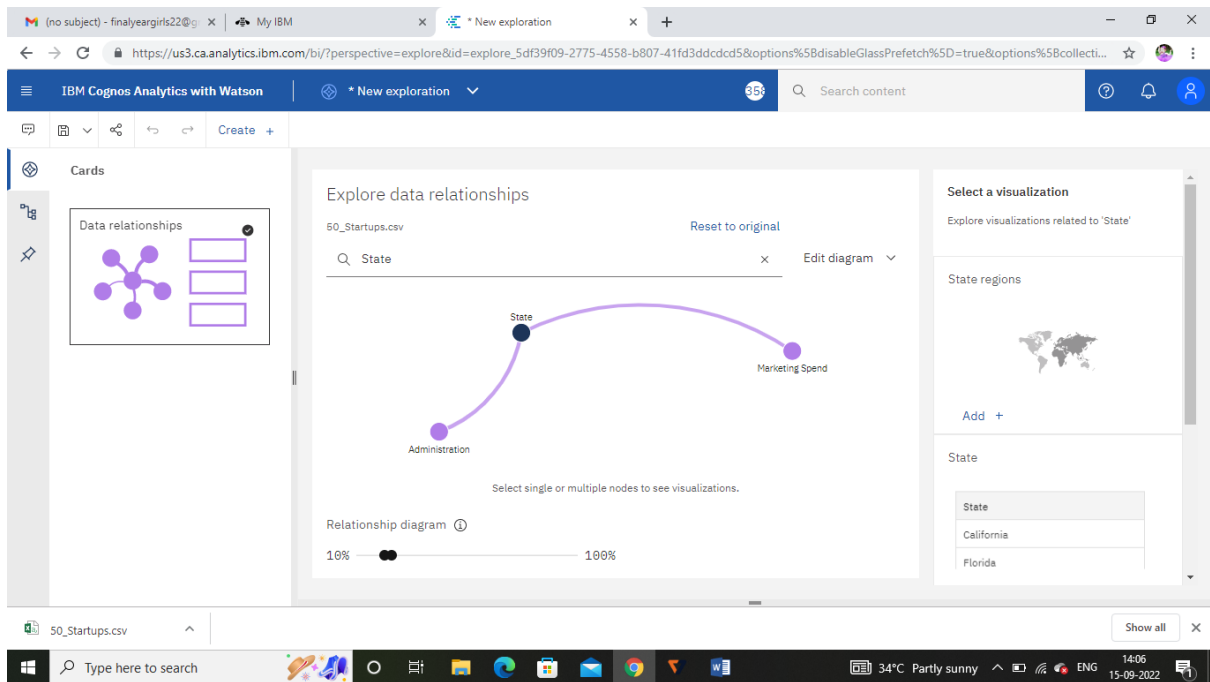 (no subject) - finalyeargirls22@g
My IBM
* New exploration
https://us3.ca.analytics.ibm.com/bi/?perspective=explore&id=explore_5df39f09-2775-4558-b807-41fd3ddcdcd5&options%5BdisableGlassPrefetch%5D=true&options%5Bcollecti...
IBM Cognos Analytics with Watson
* New exploration
358
Search content
Create +
Cards
Data relationships
Explore data relationships
50_Startups.csv
Reset to original
State
Edit diagram
State
Marketing Spend
Administration
Select single or multiple nodes to see visualizations.
Relationship diagram
10%
100%
Select a visualization
Explore visualizations related to 'State'
State regions
Add +
State
State
California
Florida
50_Startups.csv
Show all
Type here to search
34°C Partly sunny
ENG
14:06
15-09-2022
1